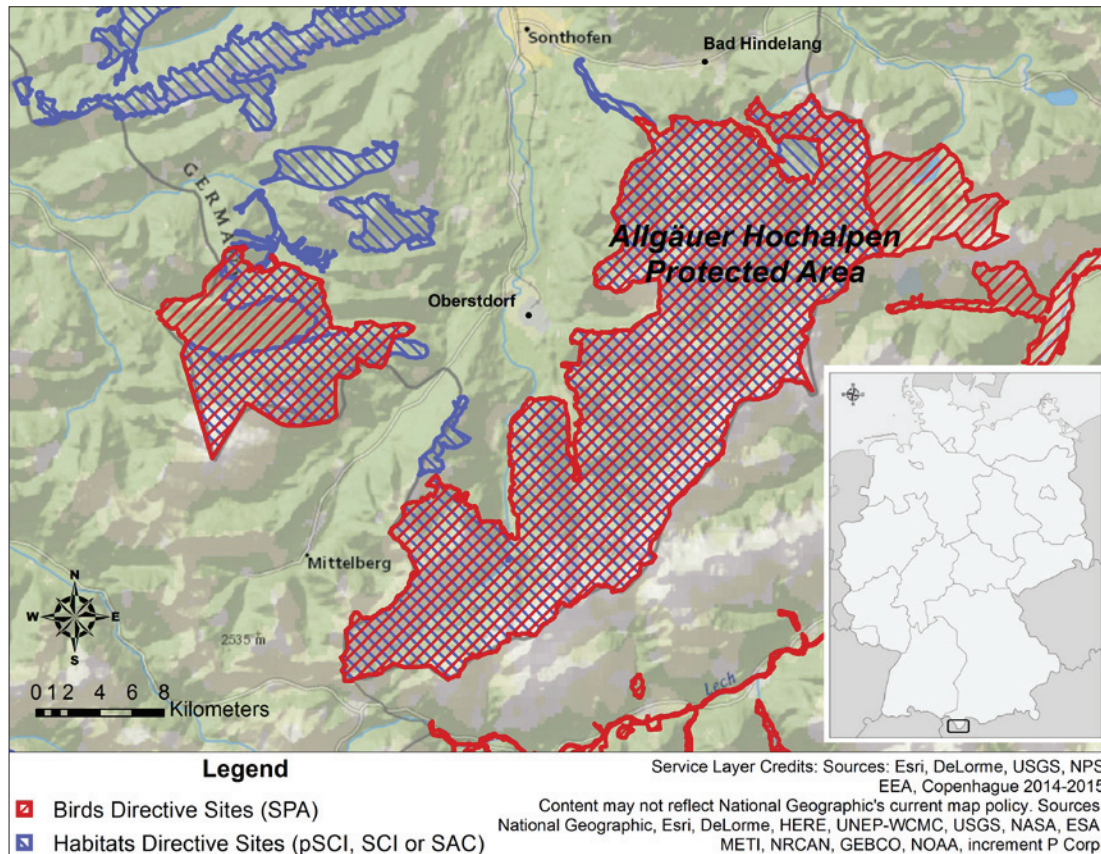 Sonthofen
Bad Hindelang
GERMA
Allgäuer Hochalpen
Protected Area
Oberstdorf
Mittelberg
N
W E
S
2535 m
Lech
0 1 2 4 6 8
Kilometers
Legend
Birds Directive Sites (SPA)
Habitats Directive Sites (pSCI, SCI or SAC)
Service Layer Credits: Sources: Esri, DeLorme, USGS, NPS
EEA, Copenhague 2014-2015
Content may not reflect National Geographic's current map policy. Sources
National Geographic, Esri, DeLorme, HERE, UNEP-WCMC, USGS, NASA, ESA
METI, NRCAN, GEBCO, NOAA, increment P Corp